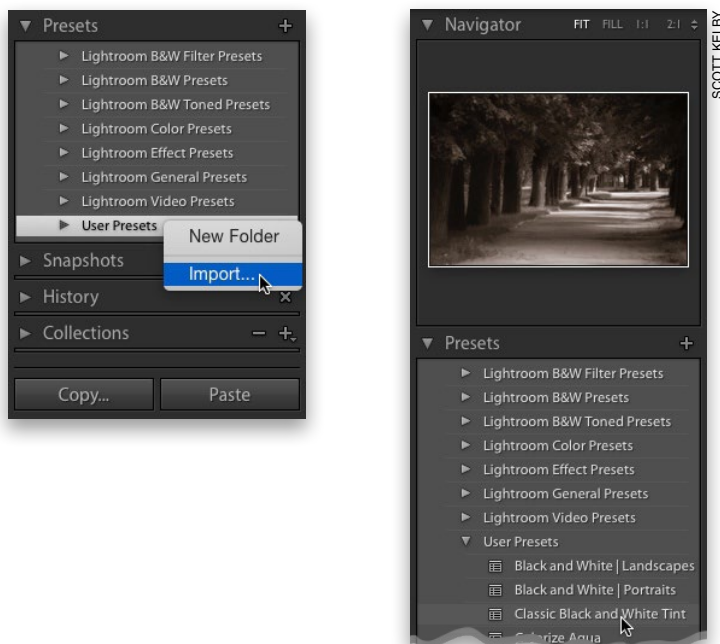 Presets
Lightroom B&W Filter Presets
Lightroom B&W Presets
Lightroom B&W Toned Presets
Lightroom Color Presets
Lightroom Effect Presets
Lightroom General Presets
Lightroom Video Presets
User Presets
New Folder
Import...
Snapshots
History
Collections
Copy... Paste
Navigator FIT FILL 1:1 2:1
SCOTT KELBY
Presets
Lightroom B&W Filter Presets
Lightroom B&W Presets
Lightroom B&W Toned Presets
Lightroom Color Presets
Lightroom Effect Presets
Lightroom General Presets
Lightroom Video Presets
User Presets
Black and White | Landscapes
Black and White | Portraits
Classic Black and White Tint
Colorize Aqua